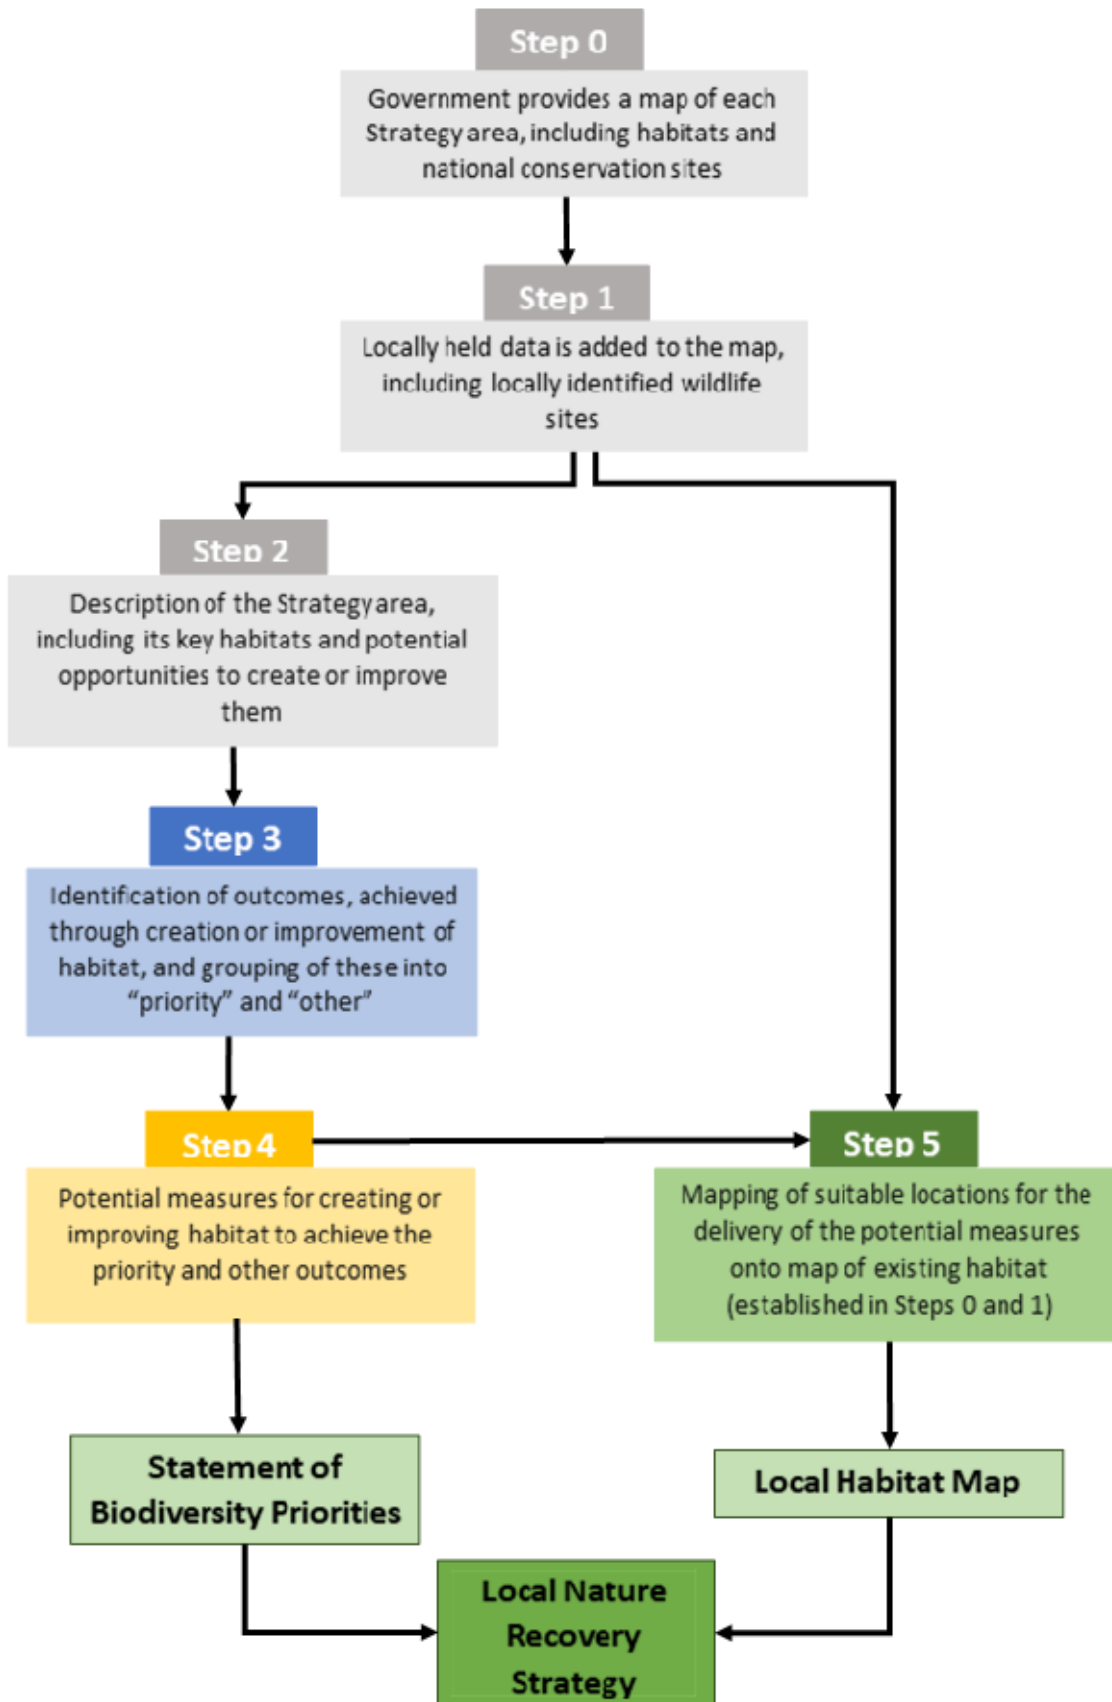 Step 0
Government provides a map of each
Strategy area, including habitats and
national conservation sites
Step 1
Locally held data is added to the map,
including locally identified wildlife
sites
Step 2
Description of the Strategy area,
including its key habitats and potential
opportunities to create or improve
them
Step 3
Identification of outcomes, achieved
through creation or improvement of
habitat, and grouping of these into
“priority” and “other”
Step 4
Potential measures for creating or
improving habitat to achieve the
priority and other outcomes
Step 5
Mapping of suitable locations for the
delivery of the potential measures
onto map of existing habitat
(established in Steps 0 and 1)
Statement of
Biodiversity Priorities
Local Habitat Map
Local Nature
Recovery
Strategy